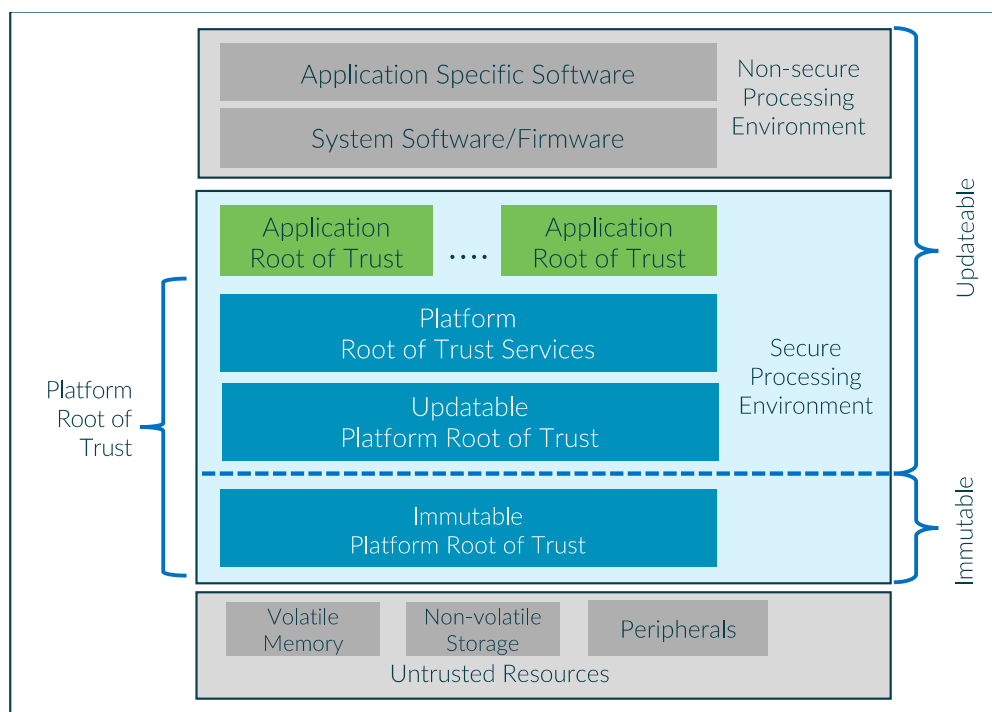 Application Specific Software
System Software/Firmware
Non-secure
Processing
Environment
Updateable
Application
Root of Trust
....
Application
Root of Trust
Platform
Root of Trust Services
Updatable
Platform Root of Trust
Secure
Processing
Environment
Platform
Root of
Trust
Immutable
Platform Root of Trust
Immutable
Volatile
Memory
Non-volatile
Storage
Peripherals
Untrusted Resources